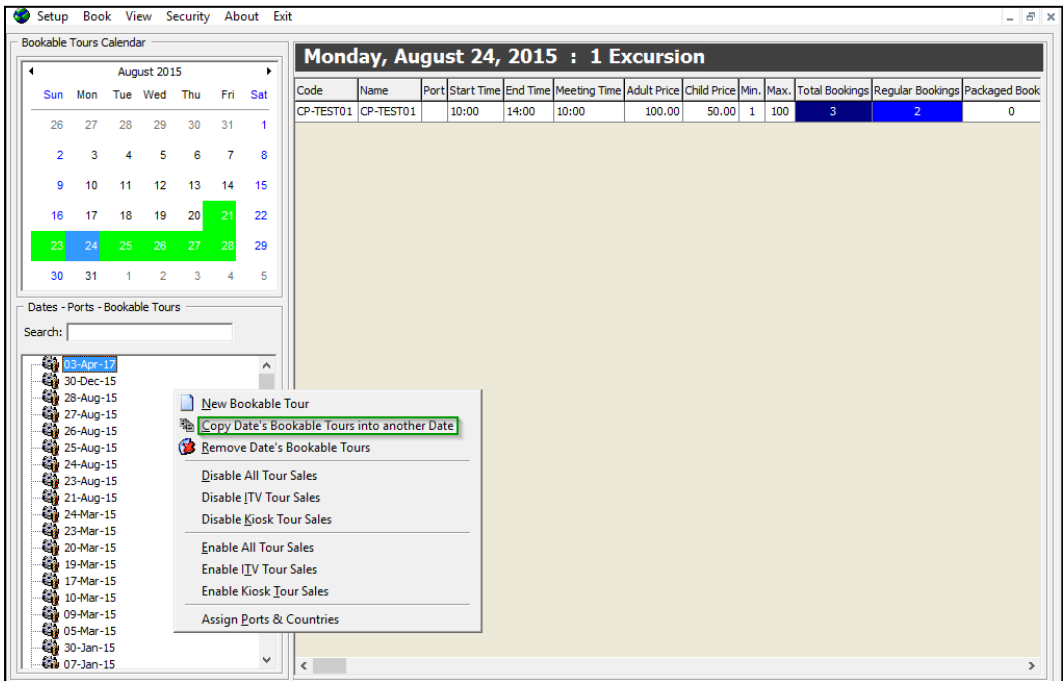 Setup Book View Security About Exit
Bookable Tours Calendar
August 2015
Sun Mon Tue Wed Thu Fri Sat
26 27 28 29 30 31 1
2 3 4 5 6 7 8
9 10 11 12 13 14 15
16 17 18 19 20 21 22
23 24 25 26 27 28 29
30 31 1 2 3 4 5
Dates - Ports - Bookable Tours
Search:
03-Apr-17
30-Dec-15
28-Aug-15
27-Aug-15
26-Aug-15
25-Aug-15
24-Aug-15
23-Aug-15
21-Aug-15
24-Mar-15
23-Mar-15
20-Mar-15
19-Mar-15
17-Mar-15
10-Mar-15
09-Mar-15
05-Mar-15
30-Jan-15
07-Jan-15
New Bookable Tour
Copy Date's Bookable Tours into another Date
Remove Date's Bookable Tours
Disable All Tour Sales
Disable ITV Tour Sales
Disable Kiosk Tour Sales
Enable All Tour Sales
Enable ITV Tour Sales
Enable Kiosk Tour Sales
Assign Ports & Countries
Monday, August 24, 2015 : 1 Excursion
Code Name Port Start Time End Time Meeting Time Adult Price Child Price Min. Max. Total Bookings Regular Bookings Packaged Book
CP-TEST01 CP-TEST01 10:00 14:00 10:00 100.00 50.00 1 100 3 2 0